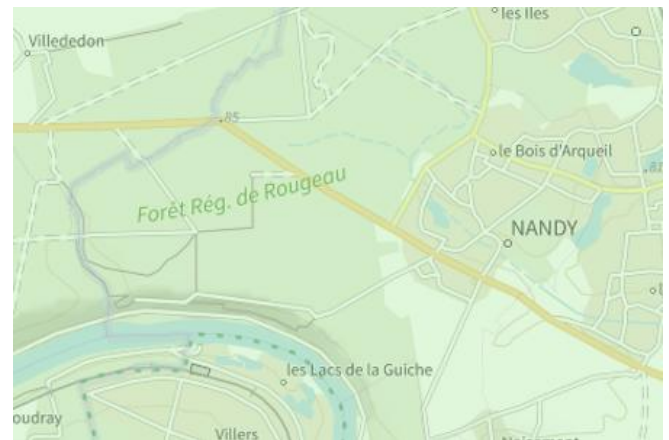 les Iles
Villededon
85
le Bois d'Arqueil
Forêt Rég. de Rougeau
NANDY
les Lacs de la Guiche
oudray
Villers